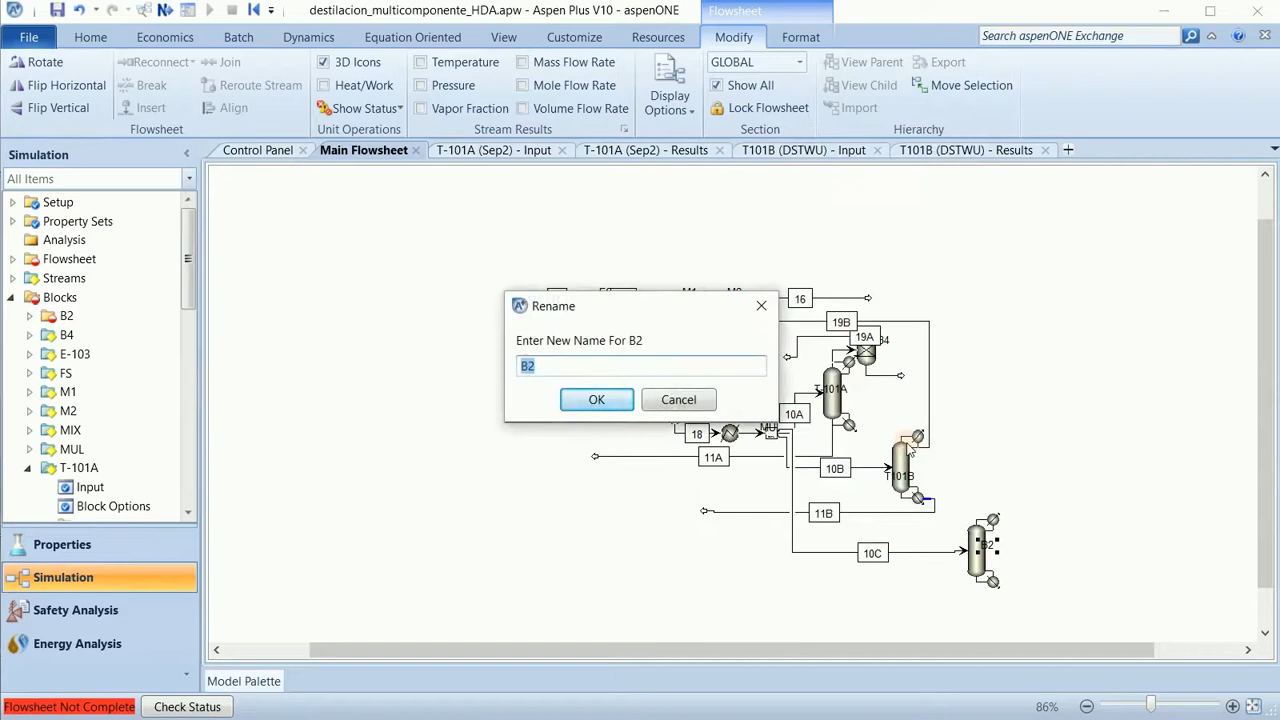 destilacion_multicomponente_HDA.apw - Aspen Plus V10 - aspenONE
Flowsheet
File
Home
Economics
Batch
Dynamics
Equation Oriented
View
Customize
Resources
Modify
Format
Search aspenONE Exchange
Rotate
Flip Horizontal
Flip Vertical
Reconnect
Break
Insert
Join
Reroute Stream
Align
Flowsheet
3D Icons
Heat/Work
Show Status
Unit Operations
Temperature
Pressure
Vapor Fraction
Mass Flow Rate
Mole Flow Rate
Volume Flow Rate
Stream Results
Display
Options
GLOBAL
Show All
Lock Flowsheet
Section
View Parent
View Child
Import
Export
Move Selection
Hierarchy
Simulation
Control Panel
Main Flowsheet
T-101A (Sep2) - Input
T-101A (Sep2) - Results
T101B (DSTWU) - Input
T101B (DSTWU) - Results
All Items
Setup
Property Sets
Analysis
Flowsheet
Streams
Blocks
B2
B4
E-103
FS
M1
M2
MIX
MUL
T-101A
Input
Block Options
Properties
Simulation
Safety Analysis
Energy Analysis
Rename
Enter New Name For B2
B2
OK
Cancel
16
19B
19A
T-101A
10A
18
11A
10B
T101B
11B
10C
B2
Model Palette
Flowsheet Not Complete
Check Status
86%